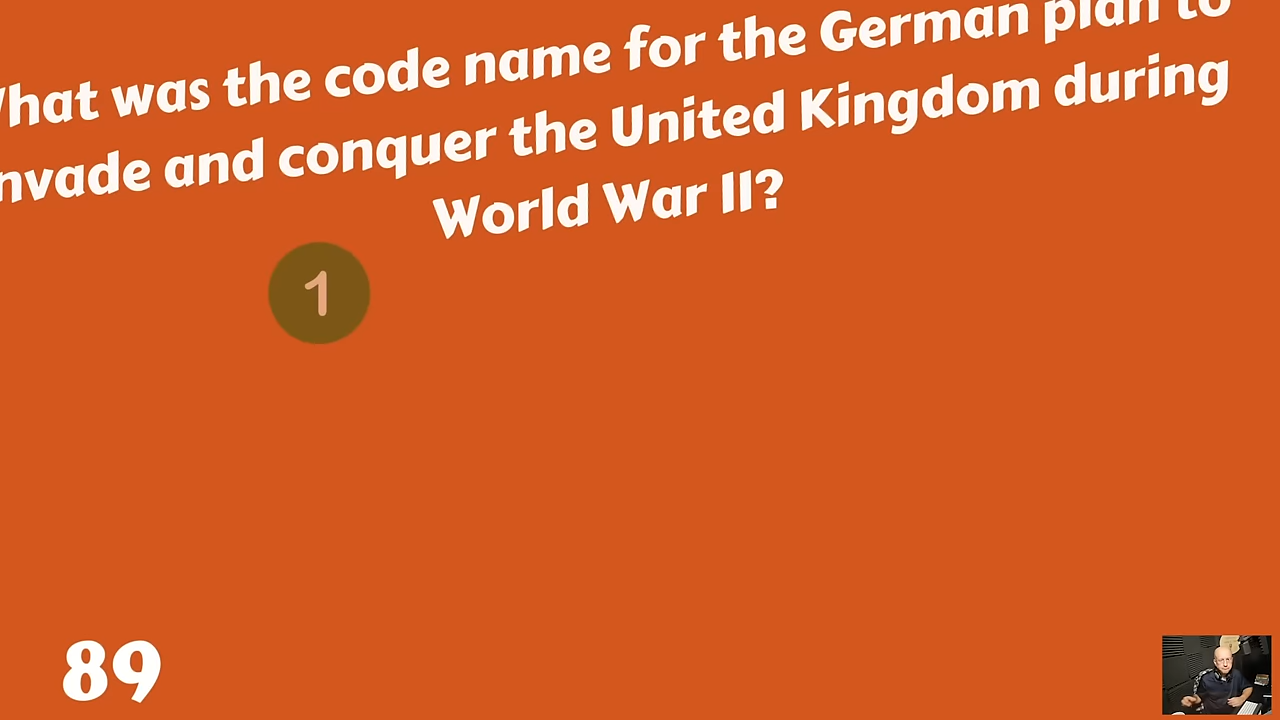 What was the code name for the German plan to
nvade and conquer the United Kingdom during
World War II?
1
89